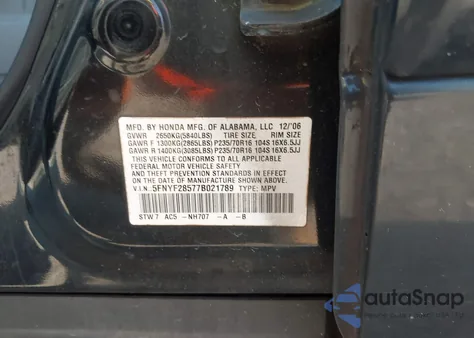 MFD. BY HONDA MFG. OF ALABAMA, LLC 12/'06
GVWR 2650KG(5840LBS) TIRE SIZE RIM SIZE
GAWR F 1300KG(2865LBS) P235/70R16 104S 16X6.5JJ
GAWR R 1400KG(3085LBS) P235/70R16 104S 16X6.5JJ
THIS VEHICLE CONFORMS TO ALL APPLICABLE
FEDERAL MOTOR VEHICLE SAFETY
AND THEFT PREVENTION STANDARDS IN EFFECT ON
THE DATE OF MANUFACTURE SHOWN ABOVE.
V.I.N. 5FNYF28577B021789 TYPE: MPV
STW7 AC5 -NH707 -A -B
autaSnap